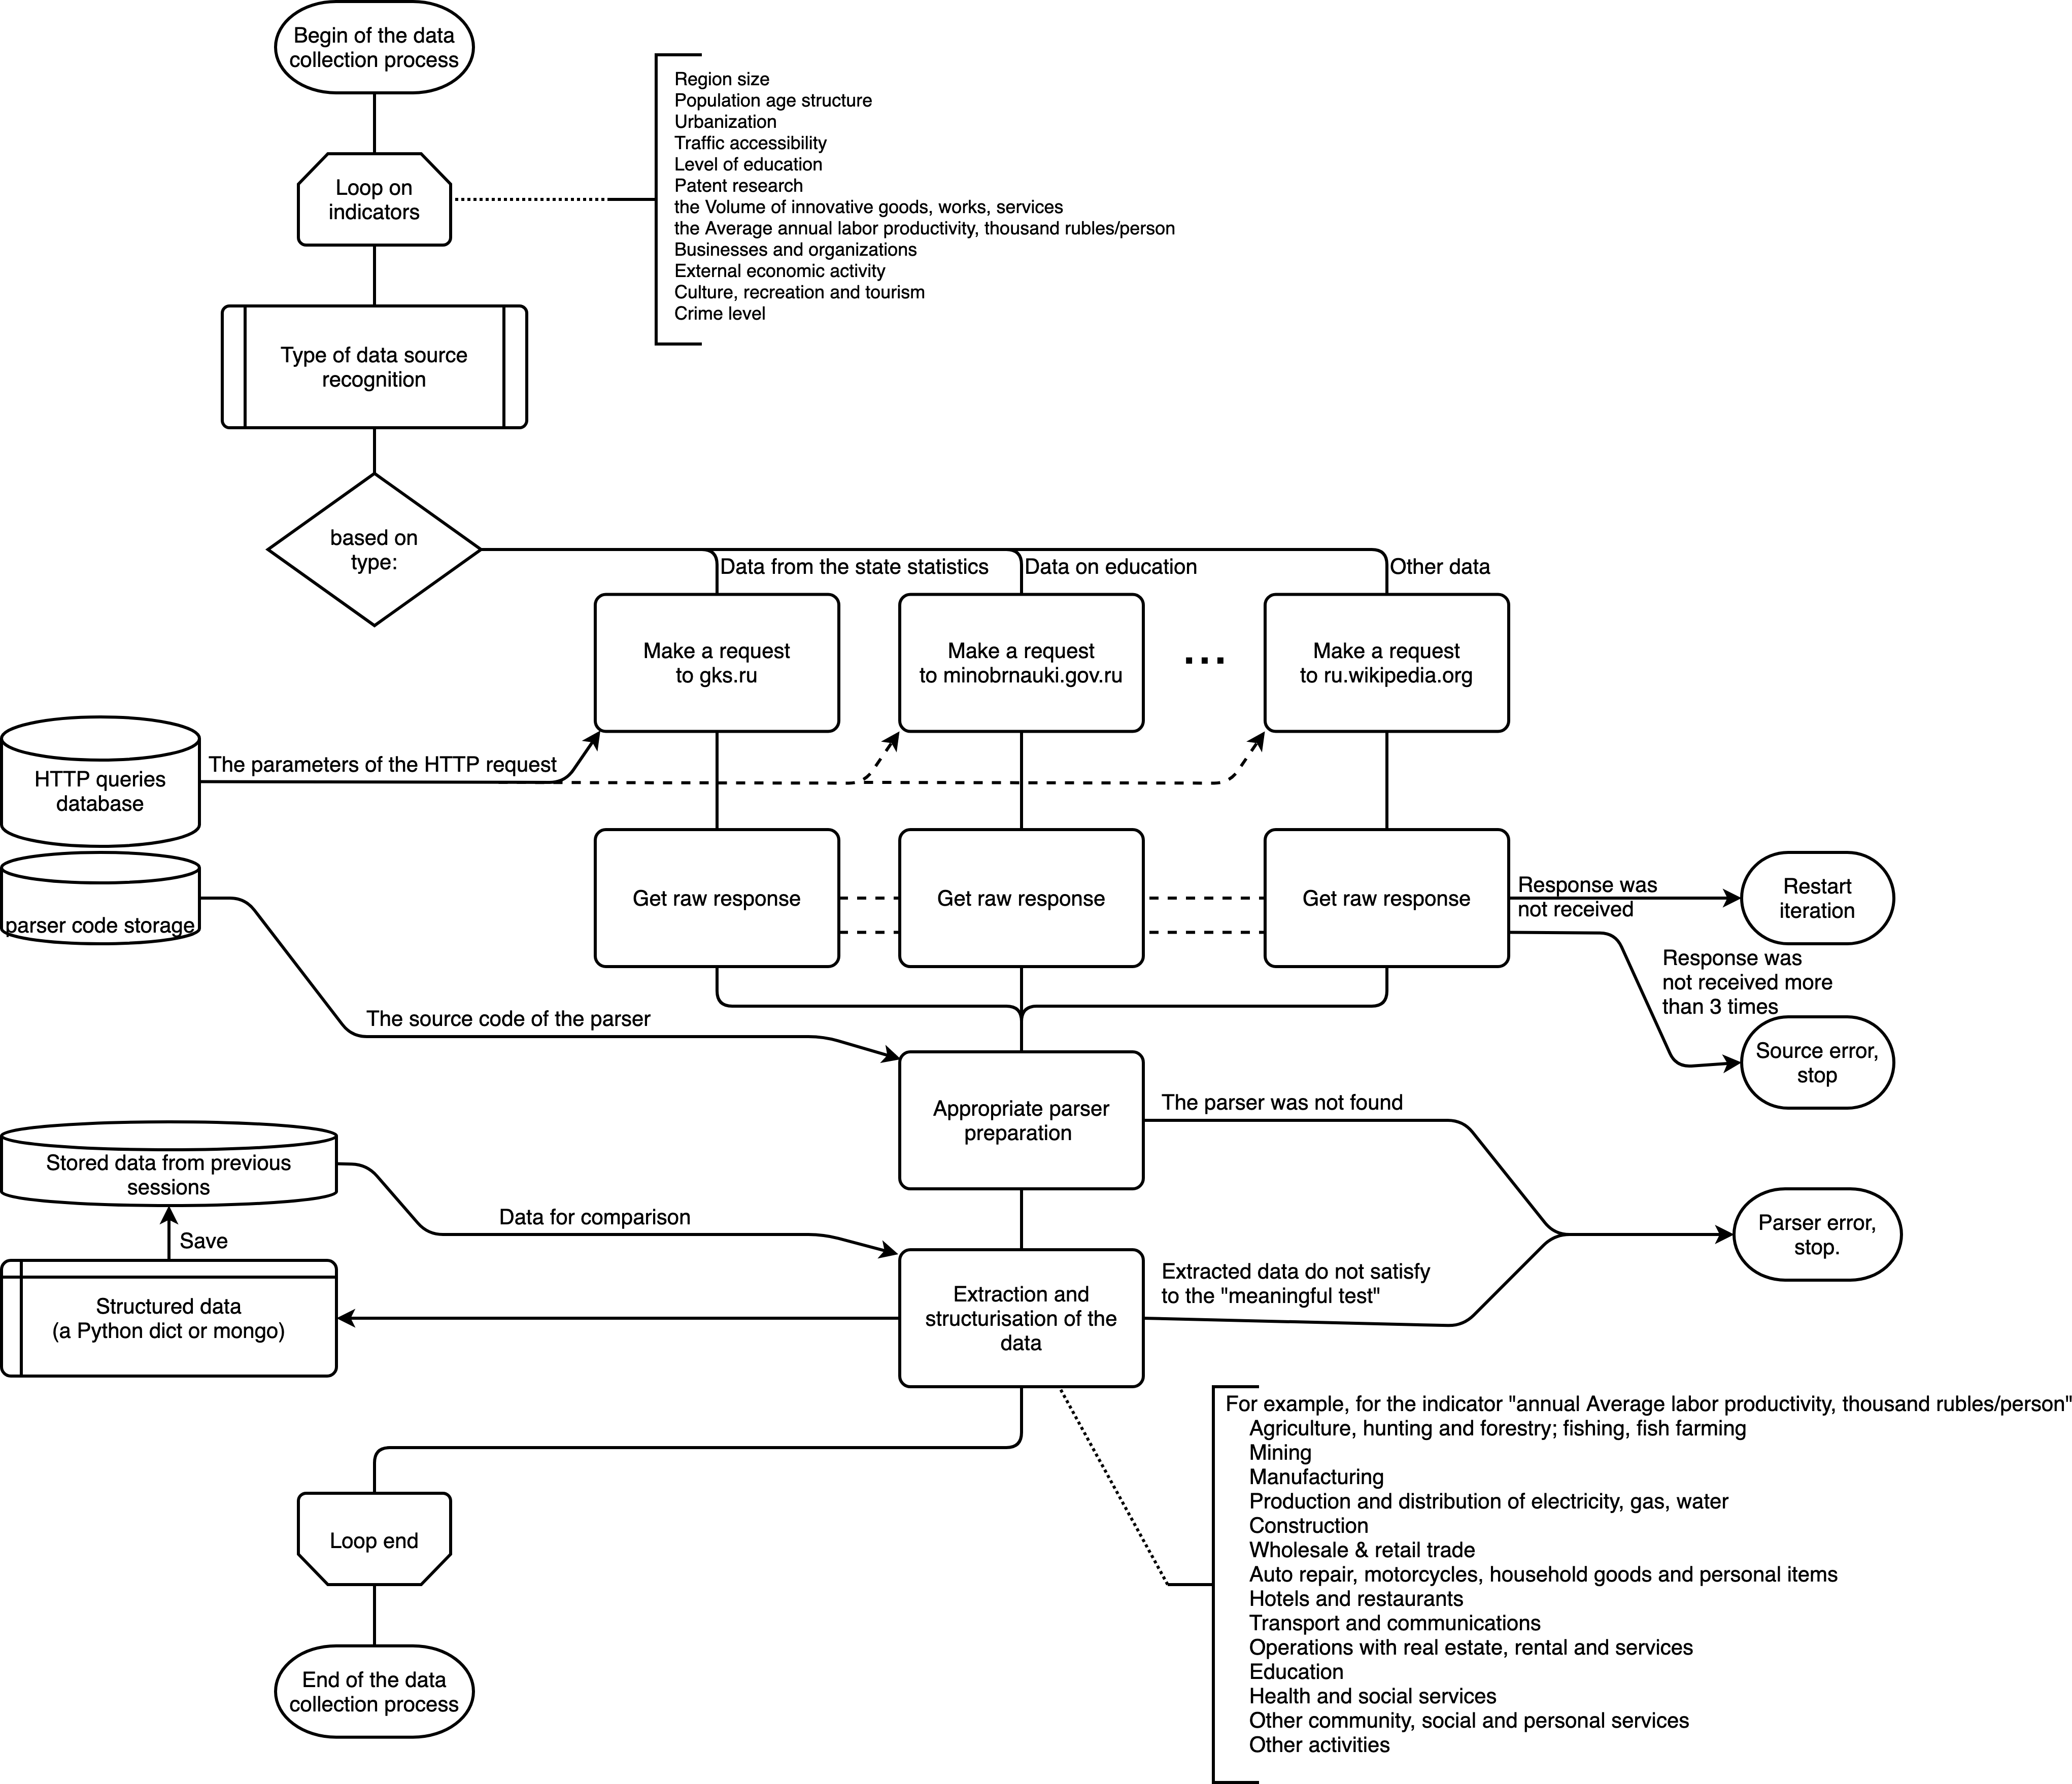 Begin of the data
collection process
Region size
Population age structure
Urbanization
Traffic accessibility
Level of education
Patent research
the Volume of innovative goods, works, services
the Average annual labor productivity, thousand rubles/person
Businesses and organizations
External economic activity
Culture, recreation and tourism
Crime level
Loop on
indicators
Type of data source
recognition
based on
type:
Data from the state statistics
Data on education
Other data
Make a request
to gks.ru
Make a request
to minobrnauki.gov.ru
...
Make a request
to ru.wikipedia.org
HTTP queries
database
The parameters of the HTTP request
parser code storage
Get raw response
Get raw response
Get raw response
Response was
not received
Restart
iteration
Response was
not received more
than 3 times
Source error,
stop
The source code of the parser
Appropriate parser
preparation
The parser was not found
Stored data from previous
sessions
Data for comparison
Save
Parser error,
stop.
Structured data
(a Python dict or mongo)
Extraction and
structurisation of the
data
Extracted data do not satisfy
to the "meaningful test"
For example, for the indicator "annual Average labor productivity, thousand rubles/person"
Agriculture, hunting and forestry; fishing, fish farming
Mining
Manufacturing
Production and distribution of electricity, gas, water
Construction
Wholesale & retail trade
Auto repair, motorcycles, household goods and personal items
Hotels and restaurants
Transport and communications
Operations with real estate, rental and services
Education
Health and social services
Other community, social and personal services
Other activities
Loop end
End of the data
collection process